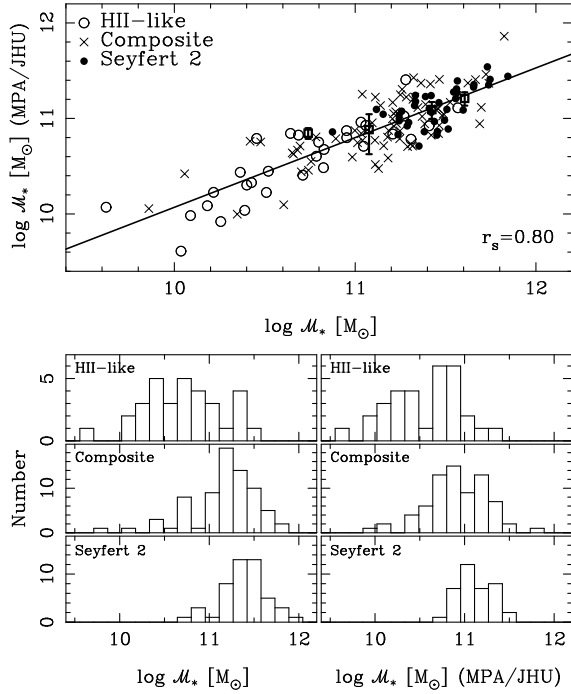 12
11
10
log ℳ* [M⊙] (MPA/JHU)
HII-like
Composite
Seyfert 2
r_s=0.80
10 11 12
log ℳ* [M⊙]
Number
5
0
HII-like
HII-like
10
0
Composite
Composite
10
0
Seyfert 2
Seyfert 2
10 11 12
10 11 12
log ℳ* [M⊙]
log ℳ* [M⊙] (MPA/JHU)